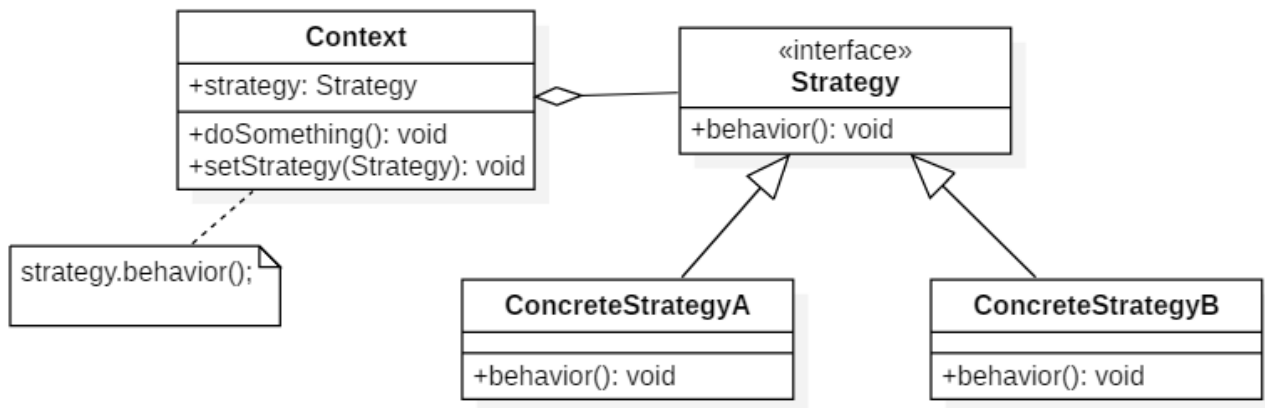 Context
+strategy: Strategy
+doSomething(): void
+setStrategy(Strategy): void
«interface»
Strategy
+behavior(): void
strategy.behavior();
ConcreteStrategyA
+behavior(): void
ConcreteStrategyB
+behavior(): void